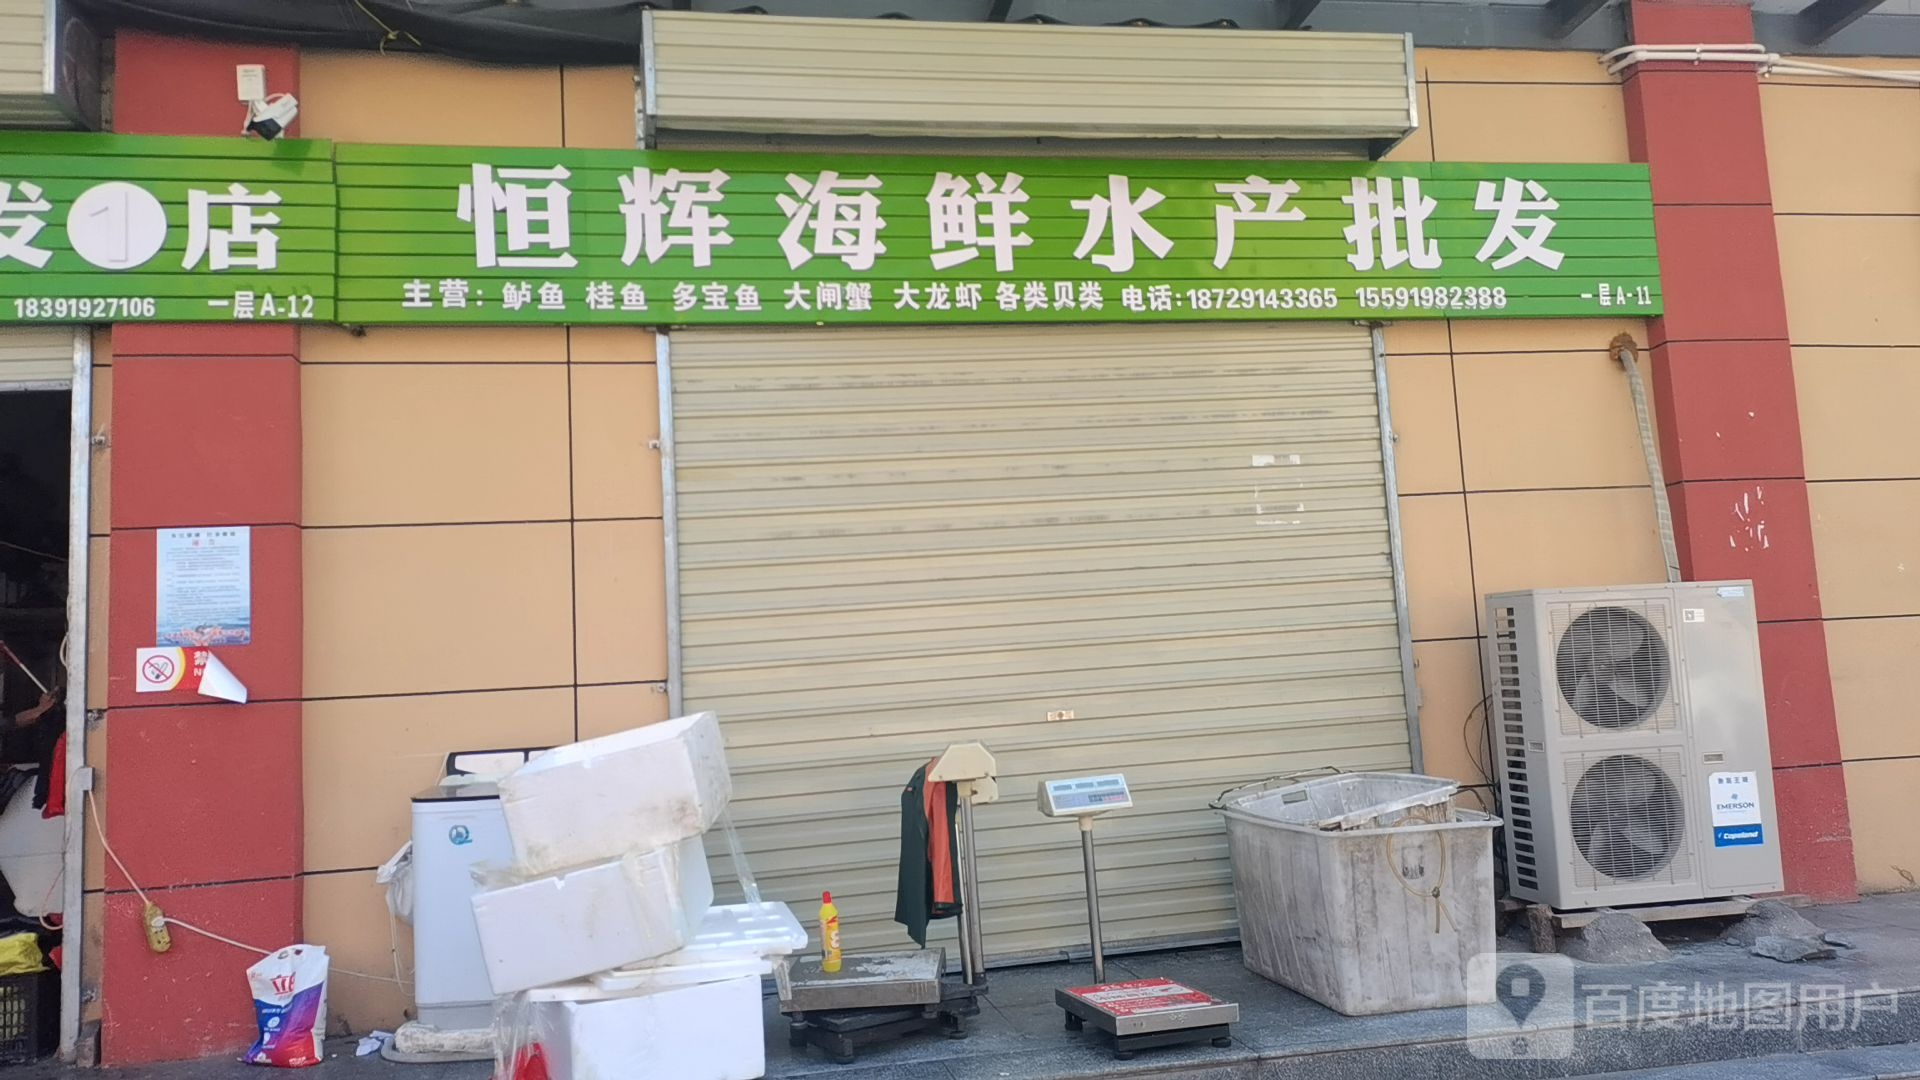 发1店
18391927106 一层A-12
恒辉海鲜水产批发
主营：鲈鱼 桂鱼 多宝鱼 大闸蟹 大龙虾 各类贝类 电话:18729143365 15591982388 一层A-11
EMERSON
Copeland
百度地图用户